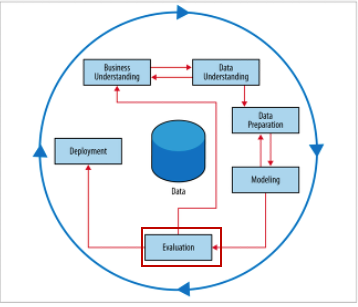 Business
Understanding
Data
Understanding
Data
Preparation
Deployment
Data
Modeling
Evaluation